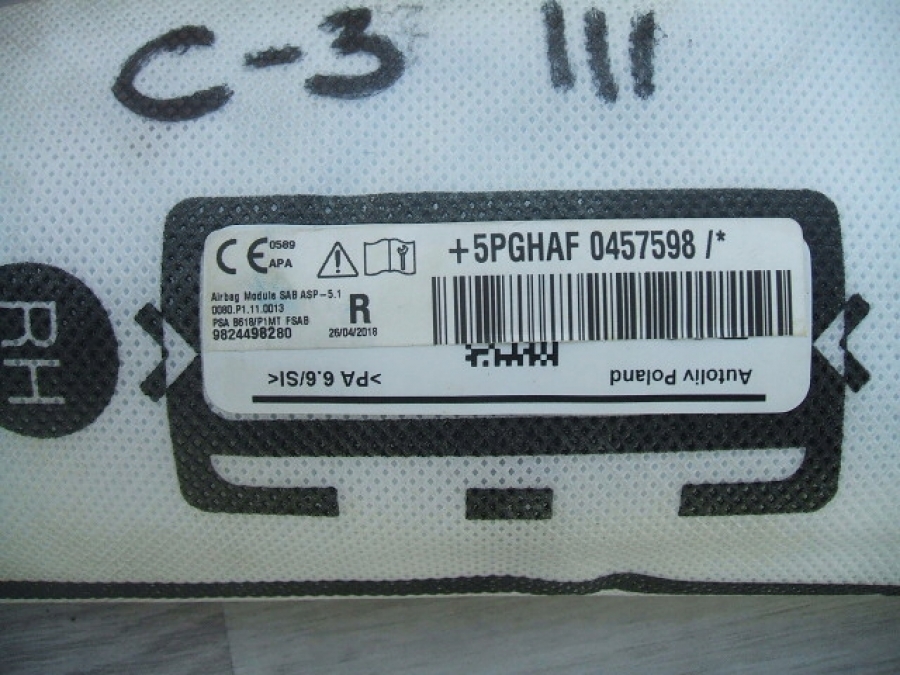 C-3 III
CE 0589
APA
+5PGHAF 0457598 /*
Airbag Module SAB ASP-5.1
0080.P1.11.0013
R
PSA B618/P1MT FSAB
9824498280
26/04/2018
RH
Autoliv Poland
>PA 6.6/SI<